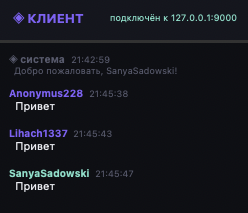 ◈ КЛИЕНТ
подключён к 127.0.0.1:9000
◈ система 21:42:59
Добро пожаловать, SanyaSadowski!
Anonymus228 21:45:38
Привет
Lihach1337 21:45:43
Привет
SanyaSadowski 21:45:47
Привет